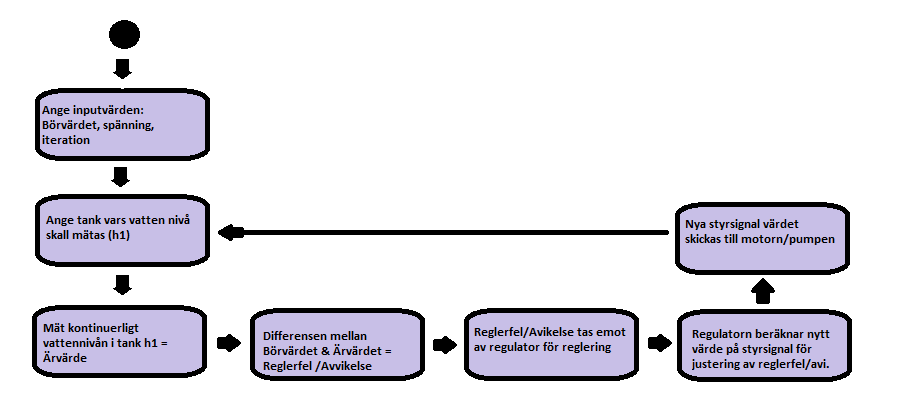 Ange inputvärden:
Börvärdet, spänning,
iteration
Ange tank vars vatten nivå
skall mätas (h1)
Mät kontinuerligt
vattennivån i tank h1 =
Ärvärde
Differensen mellan
Börvärdet & Ärvärdet =
Reglerfel /Avvikelse
Reglerfel/Avikelse tas emot
av regulator för reglering
Regulatorn beräknar nytt
värde på styrsignal för
justering av reglerfel/avi.
Nya styrsignal värdet
skickas till motorn/pumpen